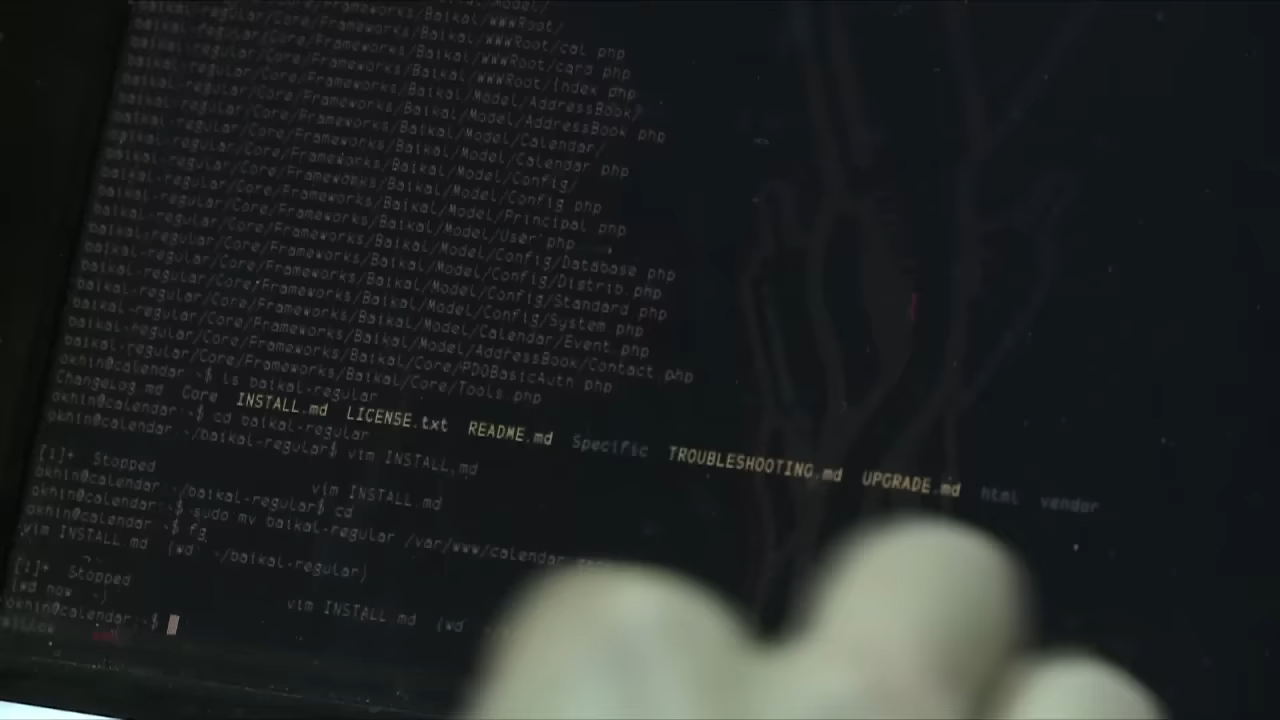 baikal-regular/Core/Frameworks/Baikal/WWWRoot/
baikal-regular/Core/Frameworks/Baikal/WWWRoot/cal.php
baikal-regular/Core/Frameworks/Baikal/WWWRoot/card.php
baikal-regular/Core/Frameworks/Baikal/WWWRoot/index.php
baikal-regular/Core/Frameworks/Baikal/Model/AddressBook/
baikal-regular/Core/Frameworks/Baikal/Model/AddressBook.php
baikal-regular/Core/Frameworks/Baikal/Model/Calendar/
baikal-regular/Core/Frameworks/Baikal/Model/Calendar.php
baikal-regular/Core/Frameworks/Baikal/Model/Config/
baikal-regular/Core/Frameworks/Baikal/Model/Config.php
baikal-regular/Core/Frameworks/Baikal/Model/Principal.php
baikal-regular/Core/Frameworks/Baikal/Model/User.php
baikal-regular/Core/Frameworks/Baikal/Model/Config/Database.php
baikal-regular/Core/Frameworks/Baikal/Model/Config/Distrib.php
baikal-regular/Core/Frameworks/Baikal/Model/Config/Standard.php
baikal-regular/Core/Frameworks/Baikal/Model/Config/System.php
baikal-regular/Core/Frameworks/Baikal/Model/Calendar/Event.php
baikal-regular/Core/Frameworks/Baikal/Model/AddressBook/Contact.php
baikal-regular/Core/Frameworks/Baikal/Core/PDOBasicAuth.php
baikal-regular/Core/Frameworks/Baikal/Core/Tools.php
okhin@calendar:~$ ls baikal-regular
ChangeLog.md Core INSTALL.md LICENSE.txt README.md Specific TROUBLESHOOTING.md UPGRADE.md html vendor
okhin@calendar:~$ cd baikal-regular
okhin@calendar:~/baikal-regular$ vim INSTALL.md
[1]+ Stopped vim INSTALL.md
okhin@calendar:~/baikal-regular$ cd
okhin@calendar:~$ sudo mv baikal-regular /var/www/calendar
okhin@calendar:~$ fg
vim INSTALL.md (wd: ~/baikal-regular)
[1]+ Stopped vim INSTALL.md (wd:
(wd now: ~)
okhin@calendar:~$